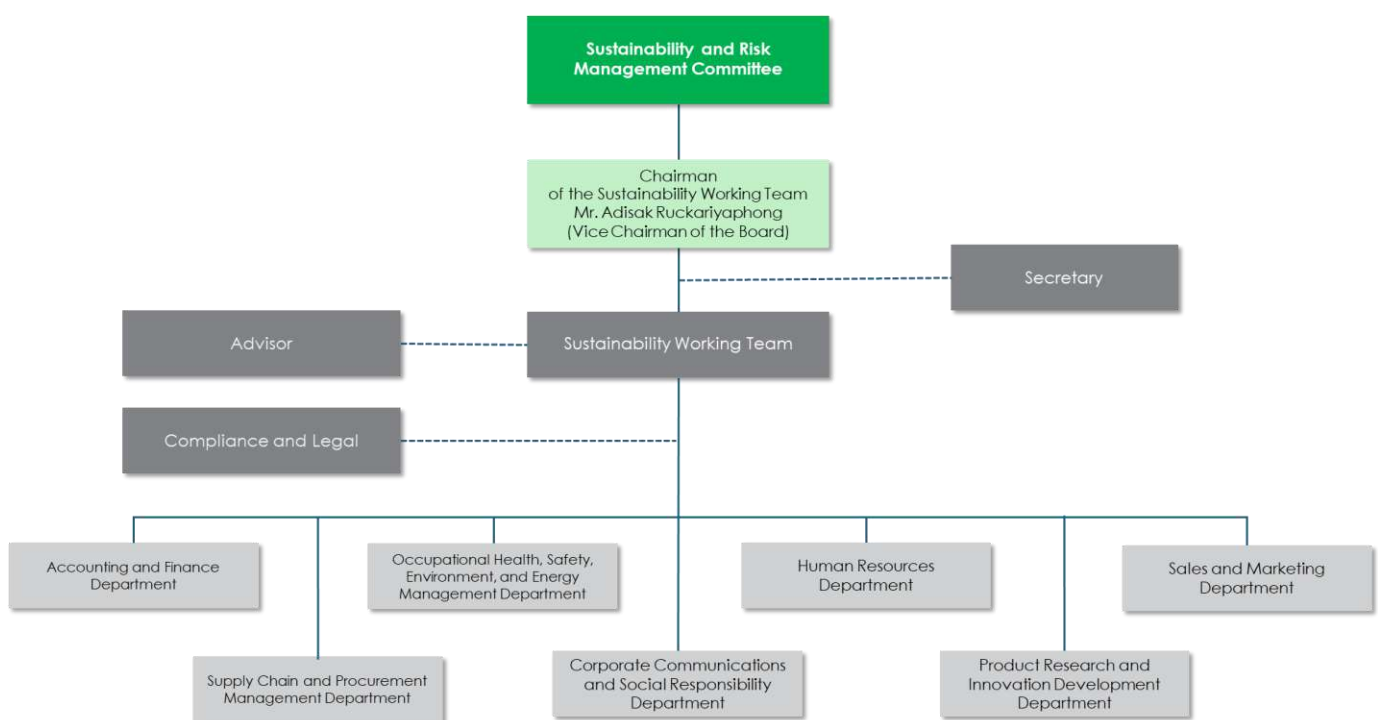 Sustainability and Risk
Management Committee
Chairman
of the Sustainability Working Team
Mr. Adisak Ruckariyaphong
(Vice Chairman of the Board)
Secretary
Advisor
Sustainability Working Team
Compliance and Legal
Accounting and Finance
Department
Occupational Health, Safety,
Environment, and Energy
Management Department
Human Resources
Department
Sales and Marketing
Department
Supply Chain and Procurement
Management Department
Corporate Communications
and Social Responsibility
Department
Product Research and
Innovation Development
Department